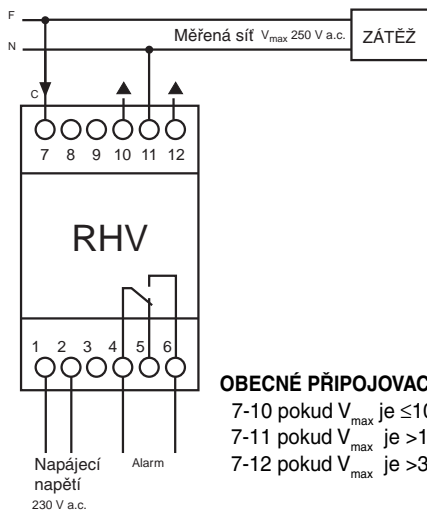 F
N
Měřená síť Vmax 250 V a.c.
ZÁTĚŽ
C
7 8 9 10 11 12
RHV
1 2 3 4 5 6
OBECNÉ PŘIPOJOVAC
7-10 pokud Vmax je ≤10
7-11 pokud Vmax je >1
7-12 pokud Vmax je >3
Napájecí
napětí
230 V a.c.
Alarm